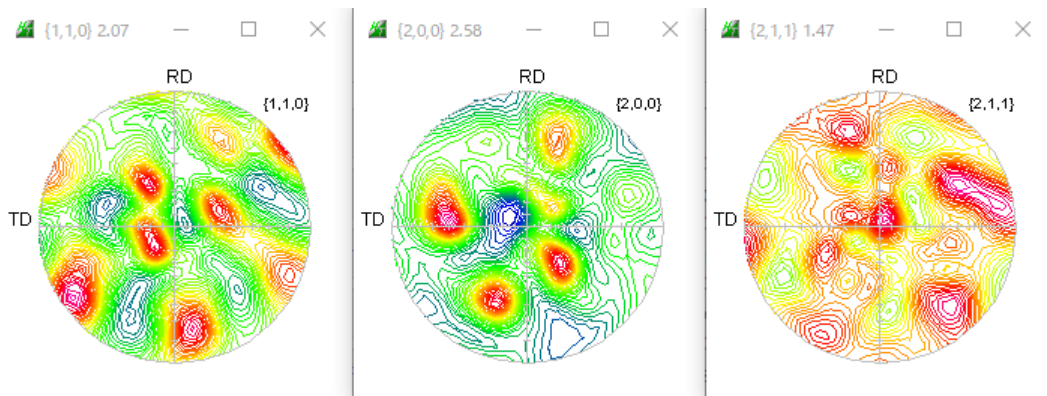 {1,1,0} 2.07
RD
{1,1,0}
TD
{2,0,0} 2.58
RD
{2,0,0}
TD
{2,1,1} 1.47
RD
{2,1,1}
TD